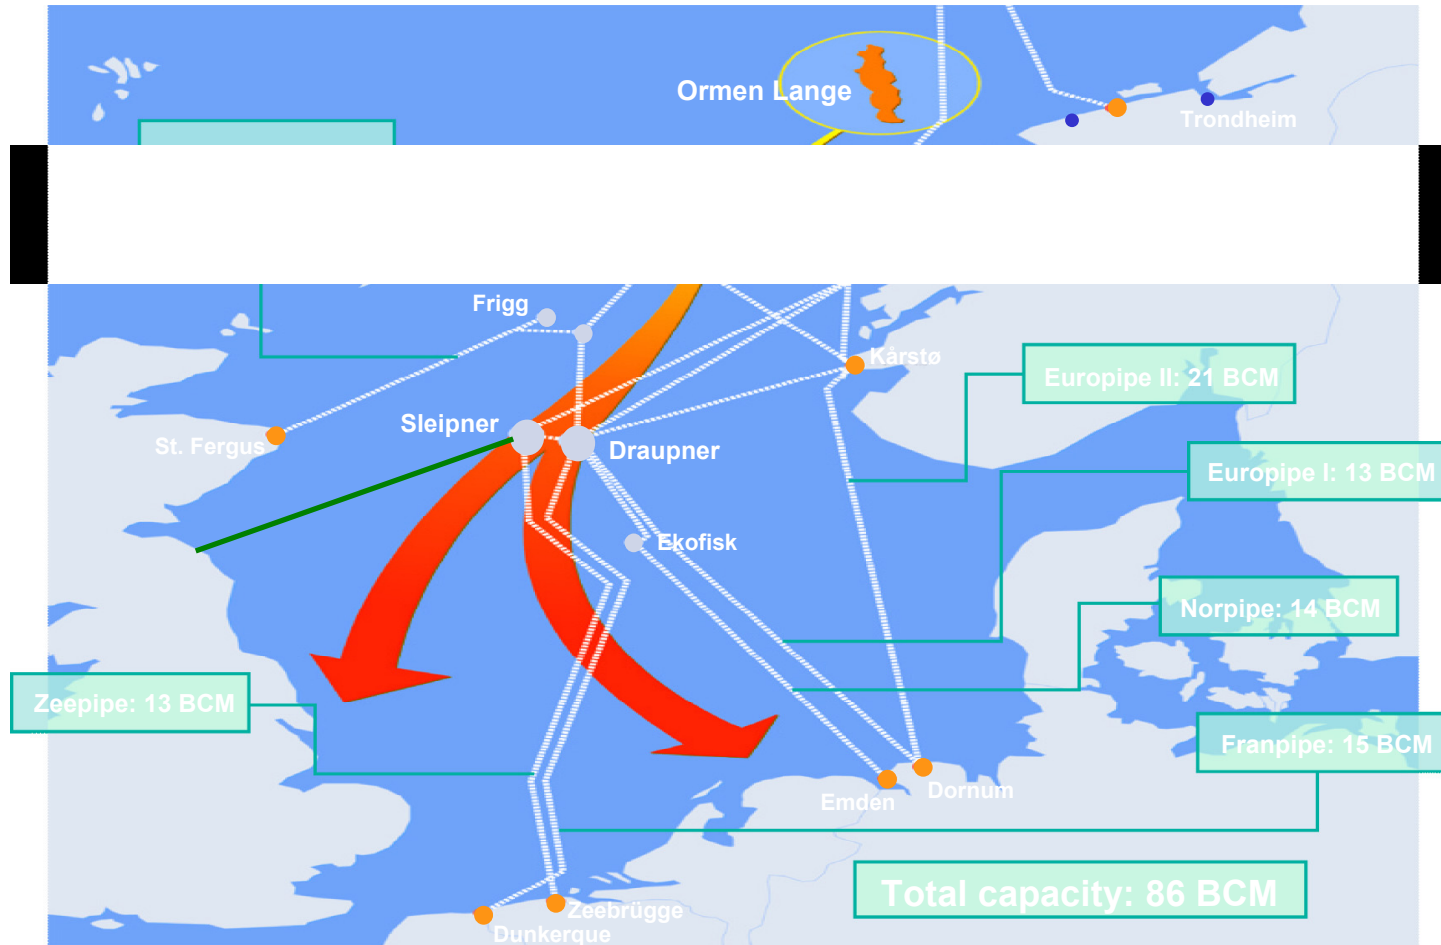 Ormen Lange
Trondheim
Frigg
Kårstø
Europipe II: 21 BCM
Sleipner
St. Fergus
Draupner
Europipe I: 13 BCM
Ekofisk
Norpipe: 14 BCM
Zeepipe: 13 BCM
Franpipe: 15 BCM
Emden
Dornum
Total capacity: 86 BCM
Zeebrügge
Dunkerque